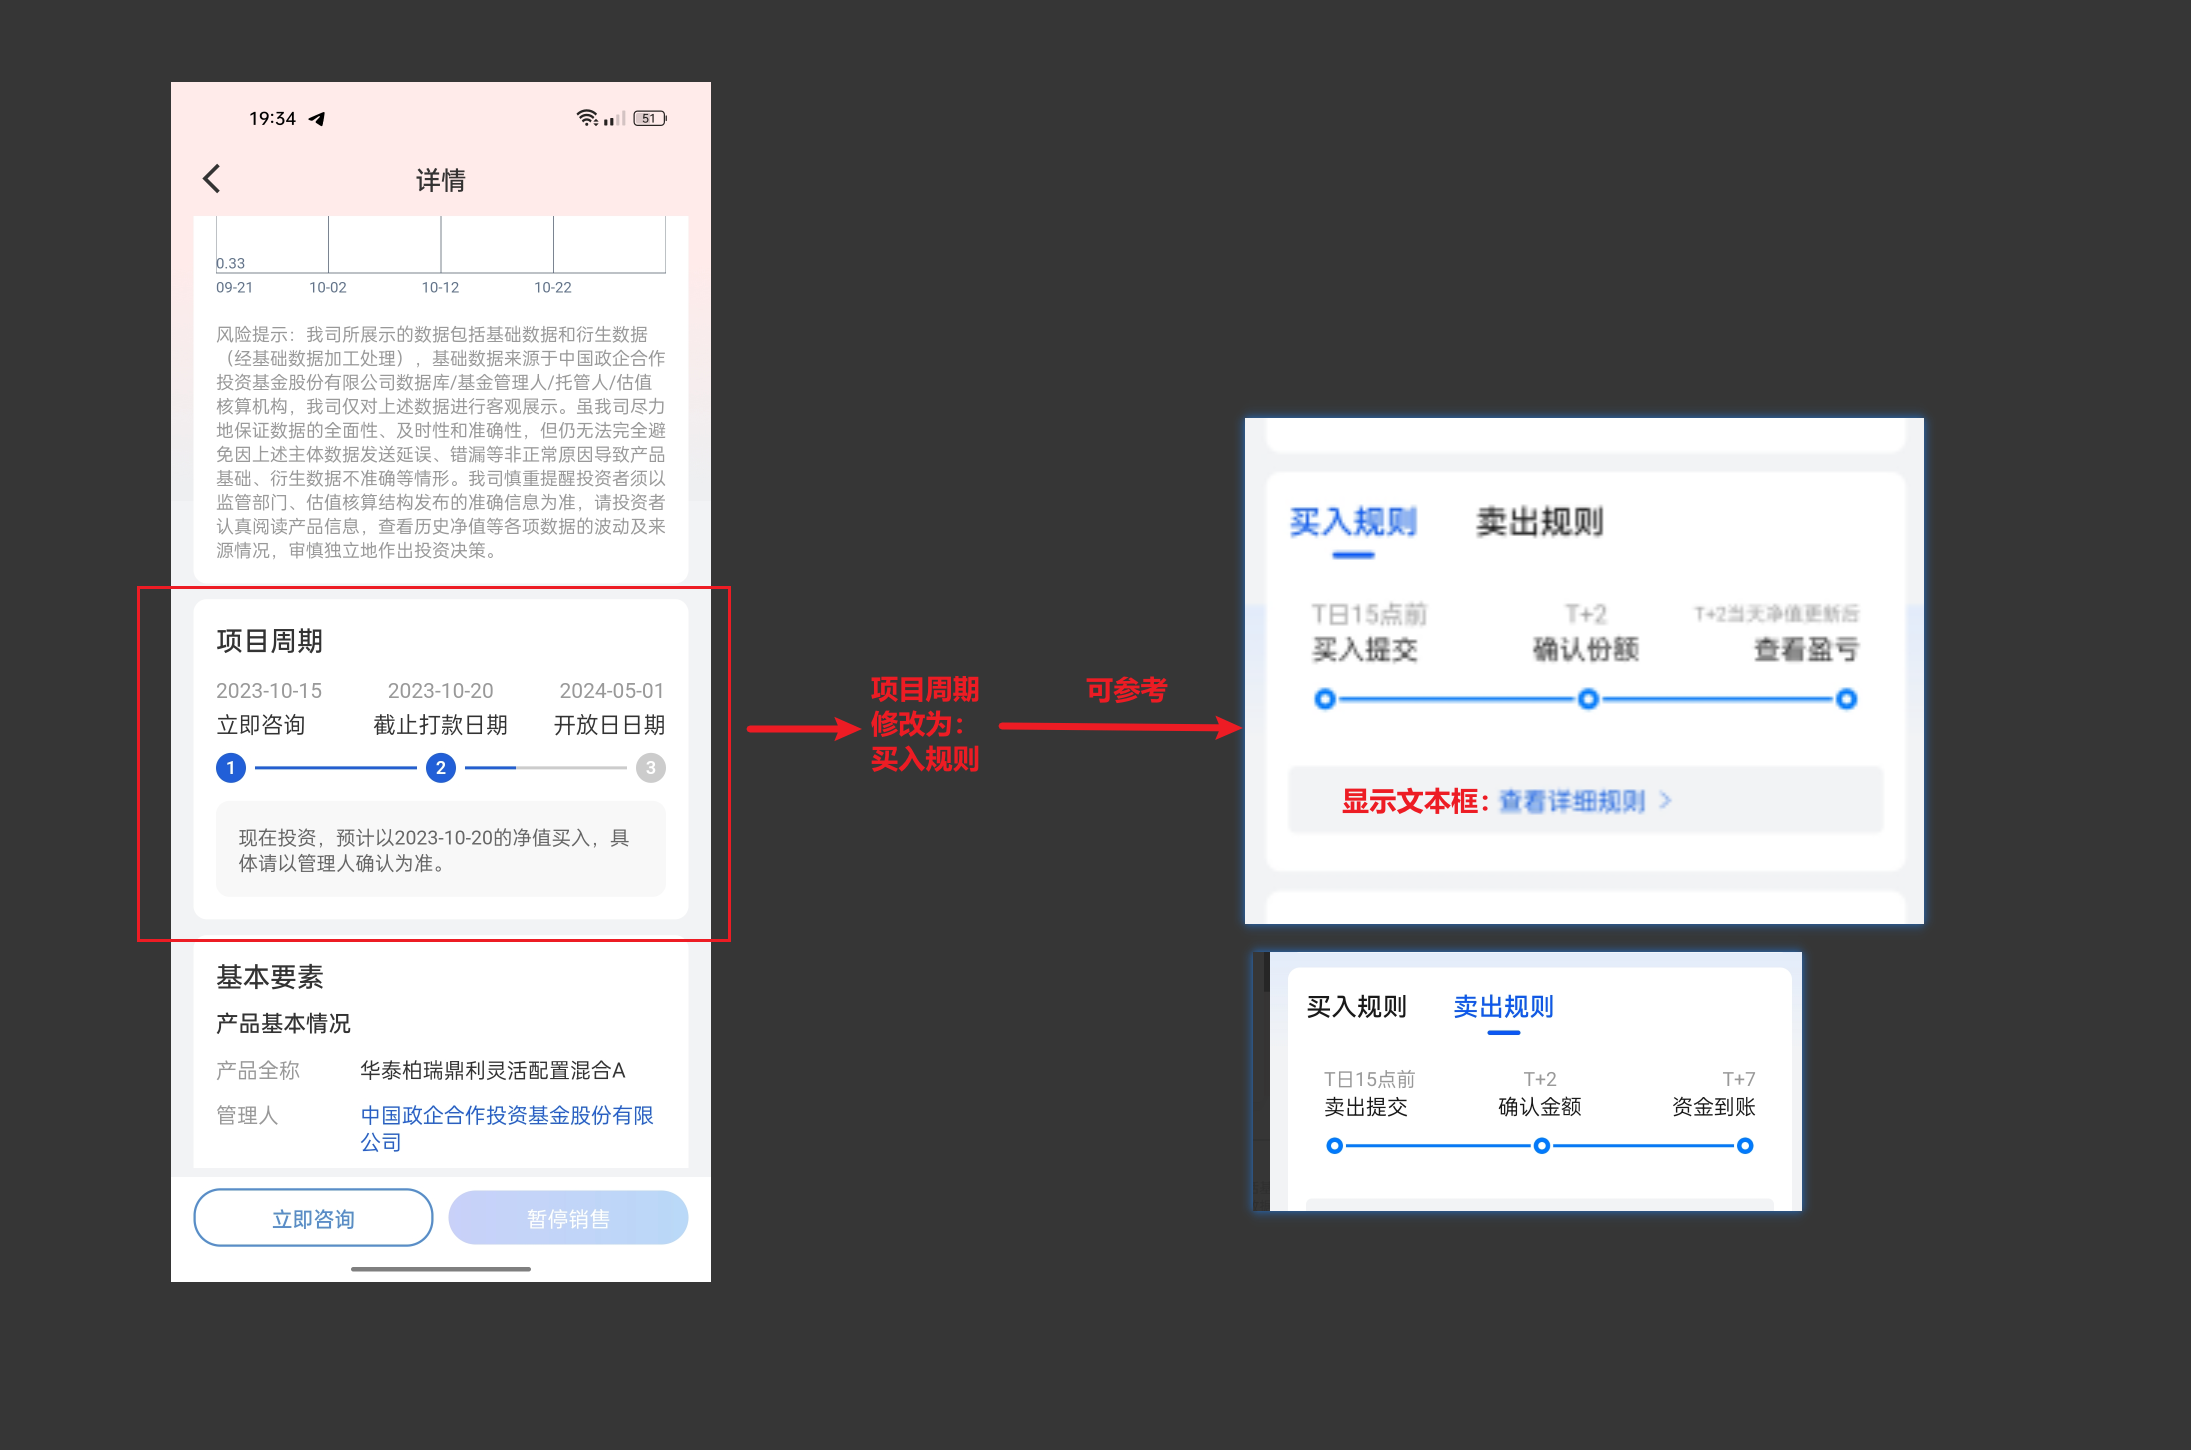 19:34
51
详情
0.33
09-21 10-02 10-12 10-22
风险提示：我司所展示的数据包括基础数据和衍生数据
（经基础数据加工处理），基础数据来源于中国政企合作
投资基金股份有限公司数据库/基金管理人/托管人/估值
核算机构，我司仅对上述数据进行客观展示。虽我司尽力
地保证数据的全面性、及时性和准确性，但仍无法完全避
免因上述主体数据发送延误、错漏等非正常原因导致产品
基础、衍生数据不准确等情形。我司慎重提醒投资者须以
监管部门、估值核算结构发布的准确信息为准，请投资者
认真阅读产品信息，查看历史净值等各项数据的波动及来
源情况，审慎独立地作出投资决策。
项目周期
2023-10-15 2023-10-20 2024-05-01
立即咨询 截止打款日期 开放日日期
1 2 3
现在投资，预计以2023-10-20的净值买入，具
体请以管理人确认为准。
基本要素
产品基本情况
产品全称 华泰柏瑞鼎利灵活配置混合A
管理人 中国政企合作投资基金股份有限
公司
立即咨询 暂停销售
项目周期
修改为：
买入规则
可参考
买入规则 卖出规则
T日15点前 T+2 T+2当天净值更新后
买入提交 确认份额 查看盈亏
显示文本框：查看详细规则 >
买入规则 卖出规则
T日15点前 T+2 T+7
卖出提交 确认金额 资金到账